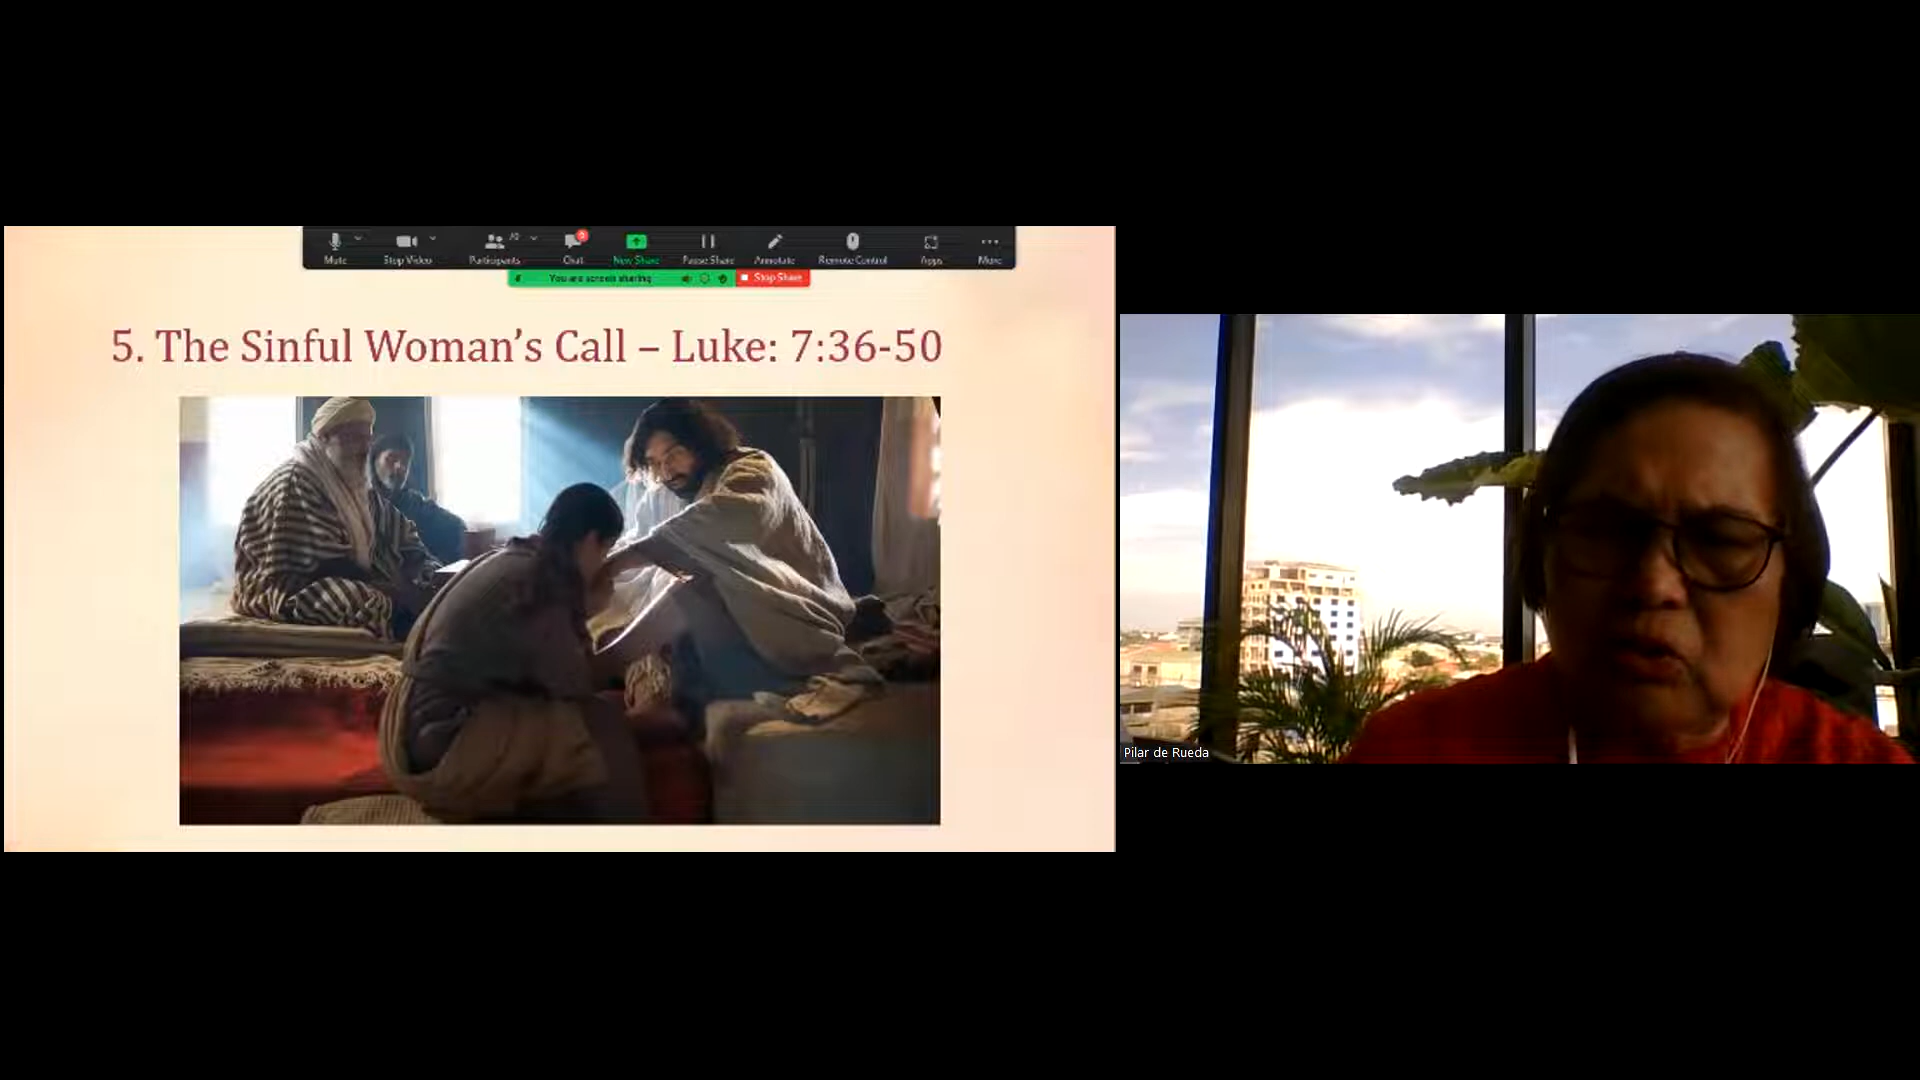 Mute
Stop Video
Participants
Chat
New Share
Pause Share
Annotate
Remote Control
Apps
More
You are screen sharing
Stop Share
5. The Sinful Woman’s Call – Luke: 7:36-50
Pilar de Rueda